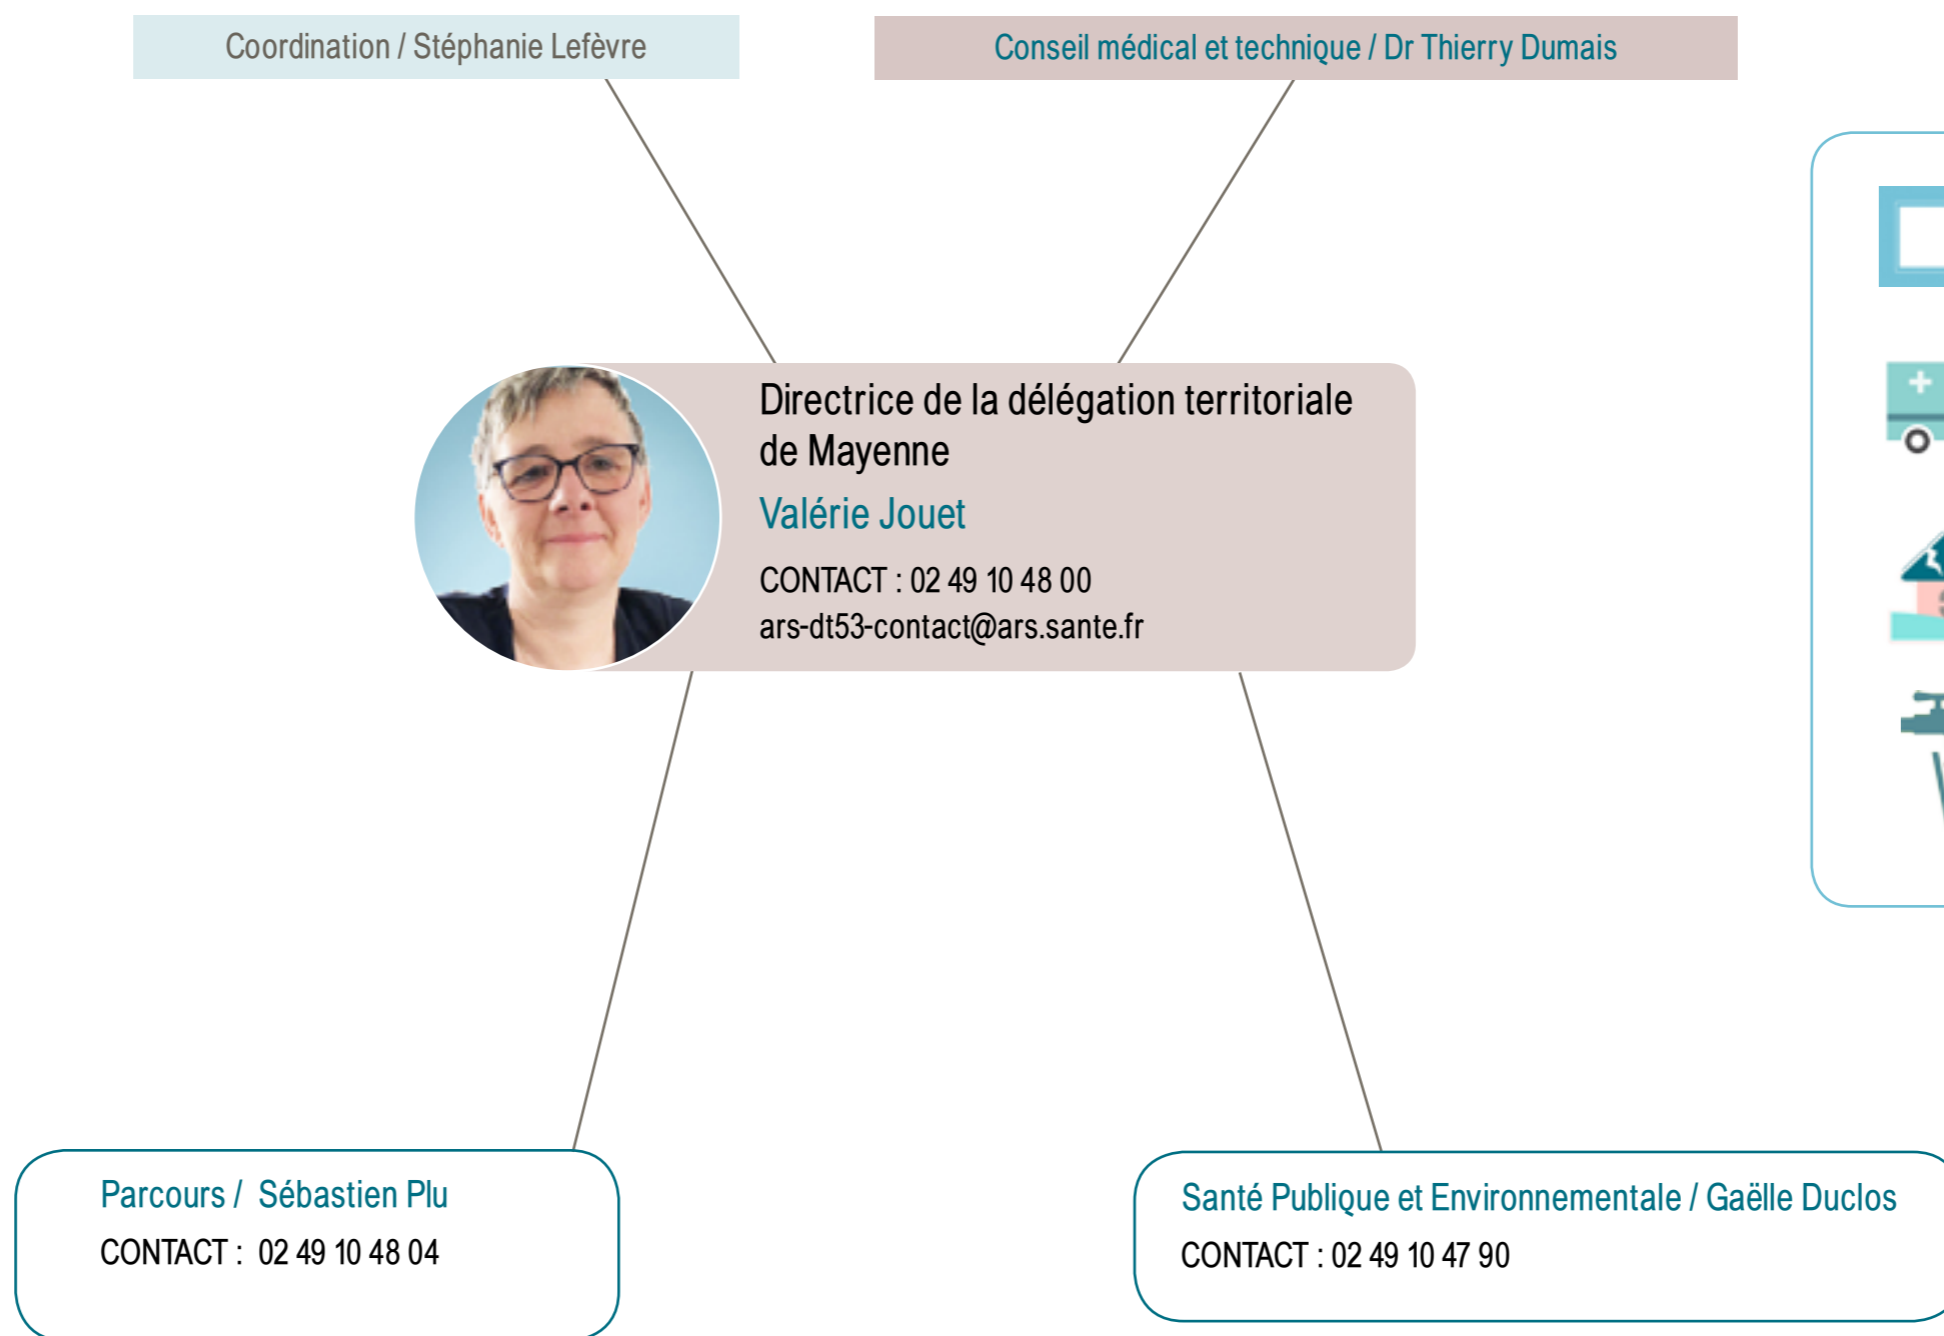 Coordination / Stéphanie Lefèvre
Conseil médical et technique / Dr Thierry Dumais
Directrice de la délégation territoriale
de Mayenne
Valérie Jouet
CONTACT : 02 49 10 48 00
ars-dt53-contact@ars.sante.fr
Parcours / Sébastien Plu
CONTACT : 02 49 10 48 04
Santé Publique et Environnementale / Gaëlle Duclos
CONTACT : 02 49 10 47 90